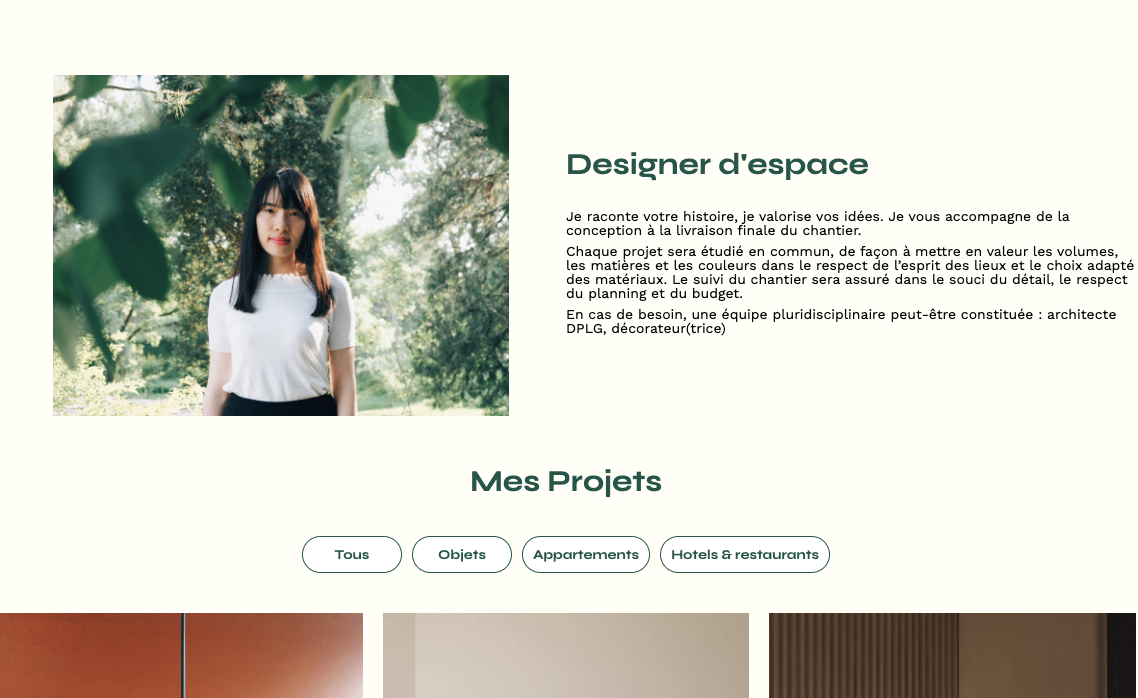 Designer d'espace
Je raconte votre histoire, je valorise vos idées. Je vous accompagne de la
conception à la livraison finale du chantier.
Chaque projet sera étudié en commun, de façon à mettre en valeur les volumes,
les matières et les couleurs dans le respect de l’esprit des lieux et le choix adapté
des matériaux. Le suivi du chantier sera assuré dans le souci du détail, le respect
du planning et du budget.
En cas de besoin, une équipe pluridisciplinaire peut-être constituée : architecte
DPLG, décorateur(trice)
Mes Projets
Tous
Objets
Appartements
Hotels & restaurants